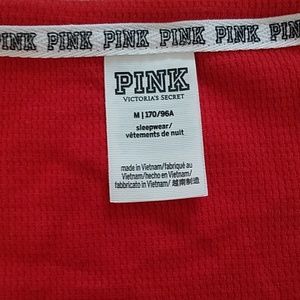 PINK PINK PINK PINK PINK PINK PINK
PINK
VICTORIA'S SECRET
M | 170/96A
sleepwear/
vêtements de nuit
made in Vietnam/fabriqué au
Vietnam/hecho en Vietnam/
fabbricato in Vietnam/越南制造